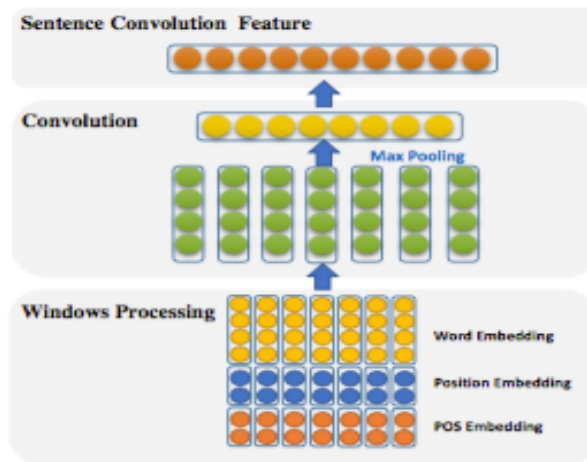 Sentence Convolution Feature
Convolution
Max Pooling
Windows Processing
Word Embedding
Position Embedding
POS Embedding